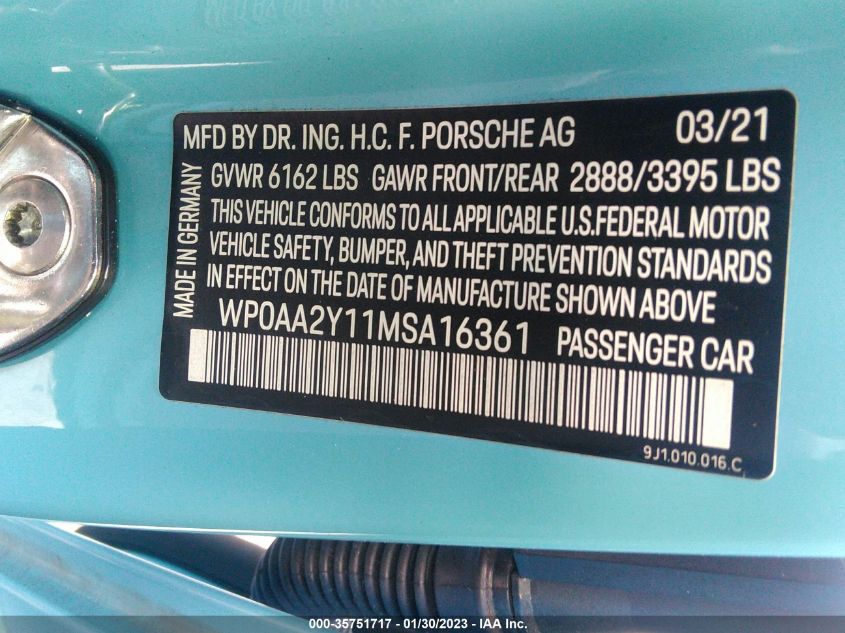 MFD BY DR. ING. H.C. F. PORSCHE AG 03/21
GVWR 6162 LBS GAWR FRONT/REAR 2888/3395 LBS
THIS VEHICLE CONFORMS TO ALL APPLICABLE U.S.FEDERAL MOTOR
VEHICLE SAFETY, BUMPER, AND THEFT PREVENTION STANDARDS
IN EFFECT ON THE DATE OF MANUFACTURE SHOWN ABOVE
MADE IN GERMANY
WP0AA2Y11MSA16361 PASSENGER CAR
9J1.010.016.C
000-35751717 - 01/30/2023 - IAA Inc.